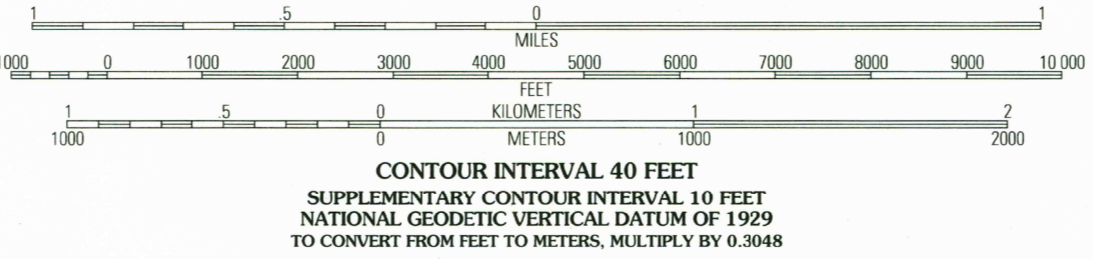 1 .5 0 1
MILES
1000 0 1000 2000 3000 4000 5000 6000 7000 8000 9000 10 000
FEET
1 .5 0 KILOMETERS 1 2
1000 0 METERS 1000 2000
CONTOUR INTERVAL 40 FEET
SUPPLEMENTARY CONTOUR INTERVAL 10 FEET
NATIONAL GEODETIC VERTICAL DATUM OF 1929
TO CONVERT FROM FEET TO METERS, MULTIPLY BY 0.3048